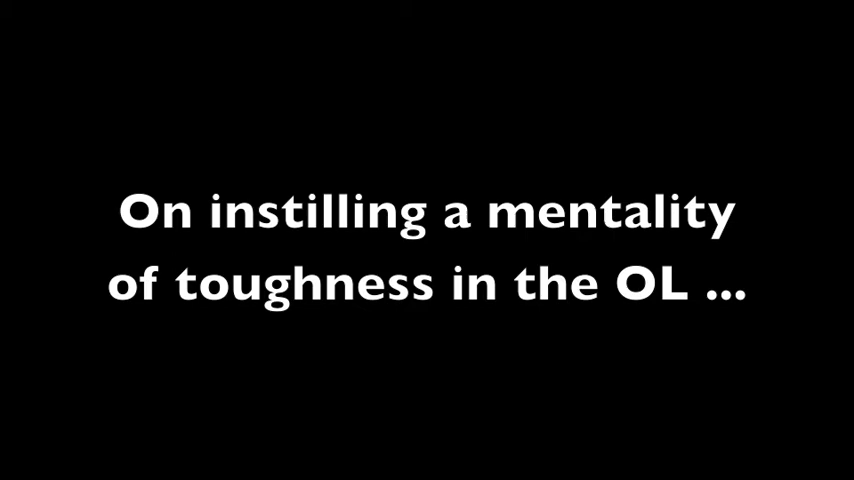 On instilling a mentality
of toughness in the OL ...